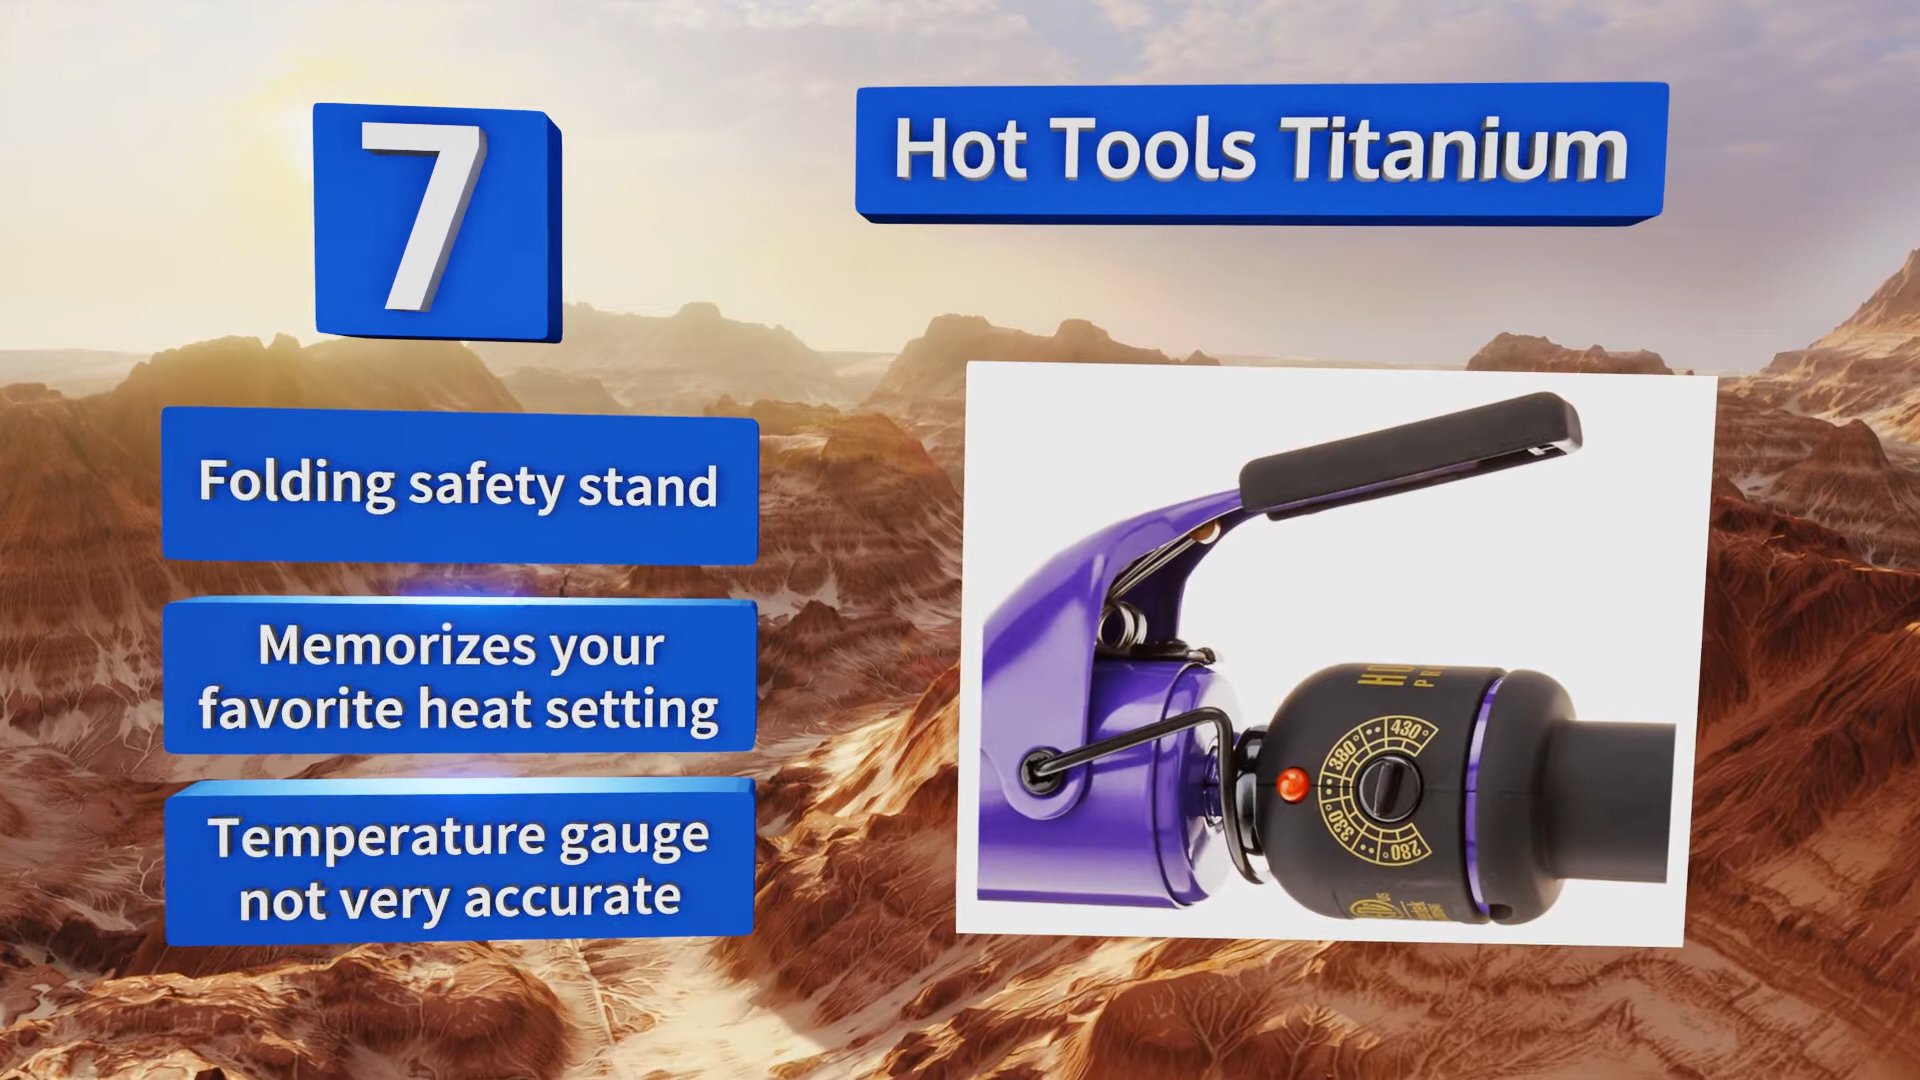 7
Hot Tools Titanium
Folding safety stand
Memorizes your
favorite heat setting
Temperature gauge
not very accurate
430°
380°
330°
280°